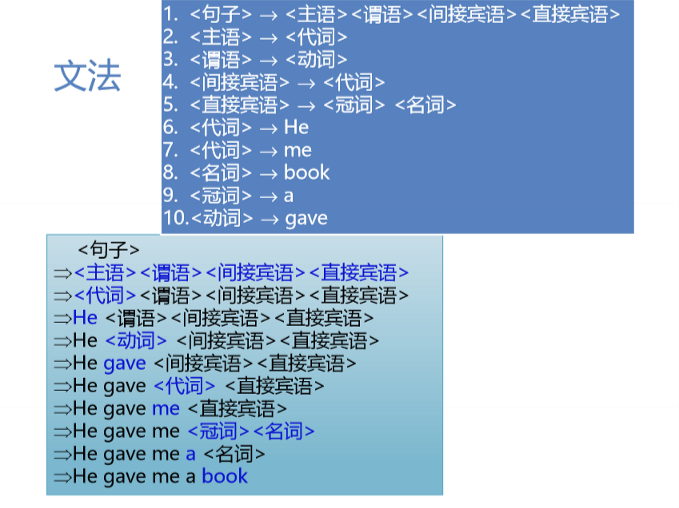 文法
1. <句子> → <主语><谓语><间接宾语><直接宾语>
2. <主语> → <代词>
3. <谓语> → <动词>
4. <间接宾语> → <代词>
5. <直接宾语> → <冠词> <名词>
6. <代词> → He
7. <代词> → me
8. <名词> → book
9. <冠词> → a
10.<动词> → gave
<句子>
⇒<主语><谓语><间接宾语><直接宾语>
⇒<代词><谓语><间接宾语><直接宾语>
⇒He <谓语><间接宾语><直接宾语>
⇒He <动词> <间接宾语><直接宾语>
⇒He gave <间接宾语><直接宾语>
⇒He gave <代词> <直接宾语>
⇒He gave me <直接宾语>
⇒He gave me <冠词><名词>
⇒He gave me a <名词>
⇒He gave me a book